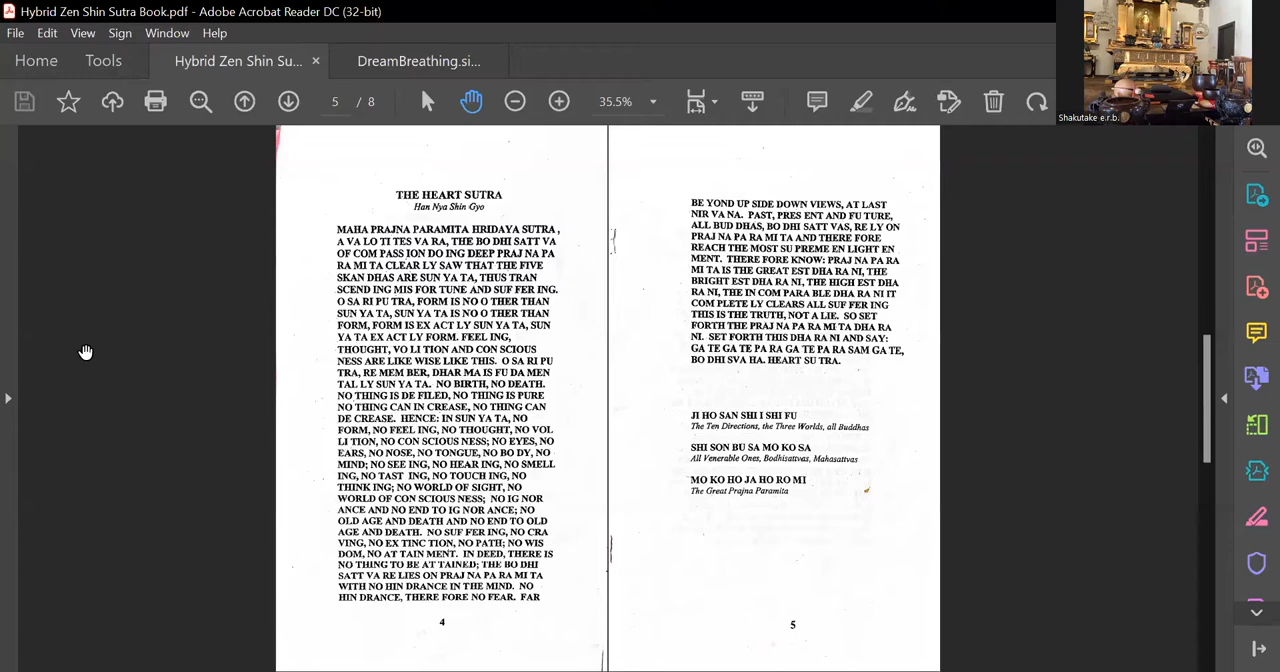 Hybrid Zen Shin Sutra Book.pdf - Adobe Acrobat Reader DC (32-bit)
File Edit View Sign Window Help
Home Tools Hybrid Zen Shin Su... × DreamBreathing.si...
5 / 8 35.5%
Shakutake e.r.b.
THE HEART SUTRA
Han Nya Shin Gyo
MAHA PRAJNA PARAMITA HRIDAYA SUTRA,
A VA LO TI TES VA RA, THE BO DHI SATT VA
OF COM PASS ION DO ING DEEP PRAJ NA PA
RA MI TA CLEAR LY SAW THAT THE FIVE
SKAN DHAS ARE SUN YA TA, THUS TRAN
SCEND ING MIS FOR TUNE AND SUF FER ING.
O SA RI PU TRA, FORM IS NO O THER THAN
SUN YA TA, SUN YA TA IS NO O THER THAN
FORM, FORM IS EX ACT LY SUN YA TA, SUN
YA TA EX ACT LY FORM. FEEL ING,
THOUGHT, VO LI TION AND CON SCIOUS
NESS ARE LIKE WISE LIKE THIS. O SA RI PU
TRA, RE MEM BER, DHAR MA IS FU DA MEN
TAL LY SUN YA TA. NO BIRTH, NO DEATH.
NO THING IS DE FILED, NO THING IS PURE
NO THING CAN IN CREASE, NO THING CAN
DE CREASE. HENCE: IN SUN YA TA, NO
FORM, NO FEEL ING, NO THOUGHT, NO VOL
LI TION, NO CON SCIOUS NESS; NO EYES, NO
EARS, NO NOSE, NO TONGUE, NO BO DY, NO
MIND; NO SEE ING, NO HEAR ING, NO SMELL
ING, NO TAST ING, NO TOUCH ING, NO
THINK ING; NO WORLD OF SIGHT, NO
WORLD OF CON SCIOUS NESS; NO IG NOR
ANCE AND NO END TO IG NOR ANCE; NO
OLD AGE AND DEATH AND NO END TO OLD
AGE AND DEATH. NO SUF FER ING, NO CRA
VING, NO EX TINC TION, NO PATH; NO WIS
DOM, NO AT TAIN MENT. IN DEED, THERE IS
NO THING TO BE AT TAINED; THE BO DHI
SATT VA RE LIES ON PRAJ NA PA RA MI TA
WITH NO HIN DRANCE IN THE MIND. NO
HIN DRANCE, THERE FORE NO FEAR. FAR
4
BE YOND UP SIDE DOWN VIEWS, AT LAST
NIR VA NA. PAST, PRES ENT AND FU TURE,
ALL BUD DHAS, BO DHI SATT VAS, RE LY ON
PRAJ NA PA RA MI TA AND THERE FORE
REACH THE MOST SU PREME EN LIGHT EN
MENT. THERE FORE KNOW: PRAJ NA PA RA
MI TA IS THE GREAT EST DHA RA NI, THE
BRIGHT EST DHA RA NI, THE HIGH EST DHA
RA NI, THE IN COM PARA BLE DHA RA NI IT
COM PLETE LY CLEARS ALL SUF FER ING
THIS IS THE TRUTH, NOT A LIE. SO SET
FORTH THE PRAJ NA PA RA MI TA DHA RA
NI. SET FORTH THIS DHA RA NI AND SAY:
GA TE GA TE PA RA GA TE PA RA SAM GA TE,
BO DHI SVA HA. HEART SU TRA.
JI HO SAN SHI I SHI FU
The Ten Directions, the Three Worlds, all Buddhas
SHI SON BU SA MO KO SA
All Venerable Ones, Bodhisattvas, Mahasattvas
MO KO HO JA HO RO MI
The Great Prajna Paramita
5